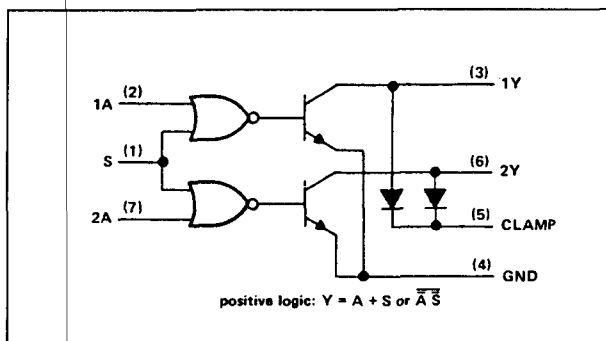 (3) 1Y
(2) 1A
(1) S
(6) 2Y
(7) 2A
(5) CLAMP
(4) GND
positive logic: Y = A + S or A̅ S̅